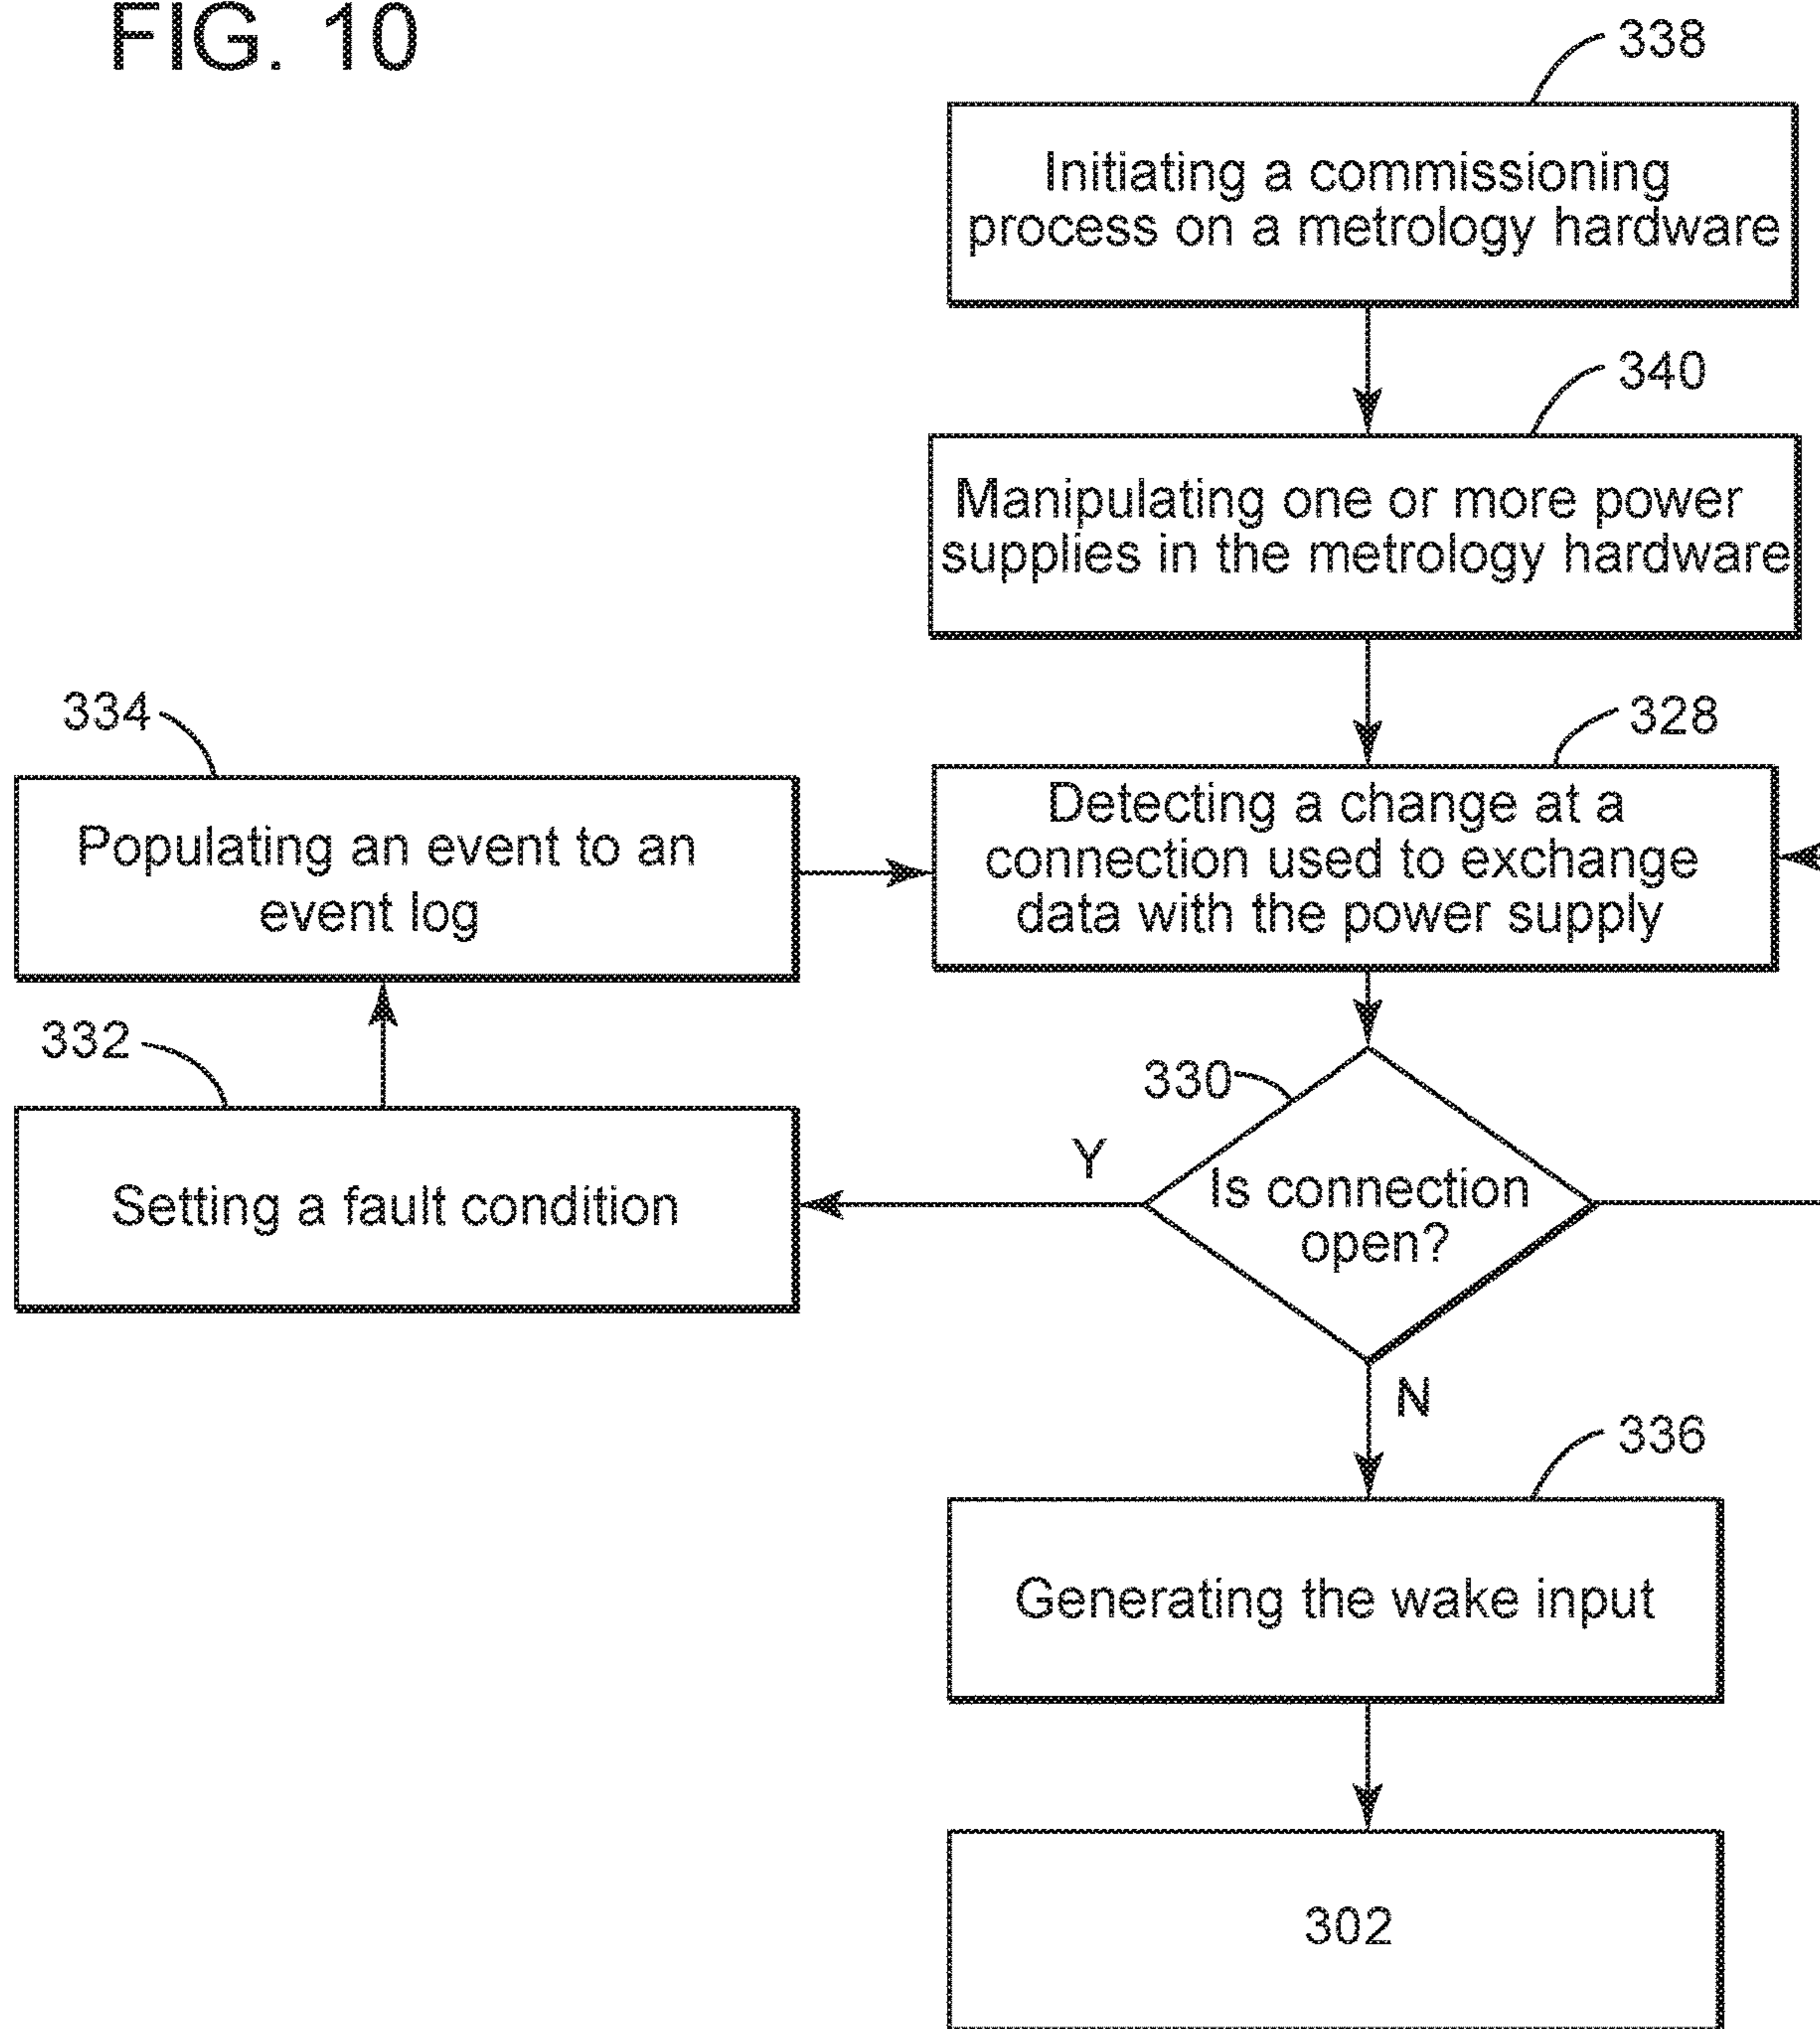 FIG. 10
338
Initiating a commissioning
process on a metrology hardware
340
Manipulating one or more power
supplies in the metrology hardware
334
Populating an event to an
event log
328
Detecting a change at a
connection used to exchange
data with the power supply
332
Setting a fault condition
330
Y
Is connection
open?
N
336
Generating the wake input
302